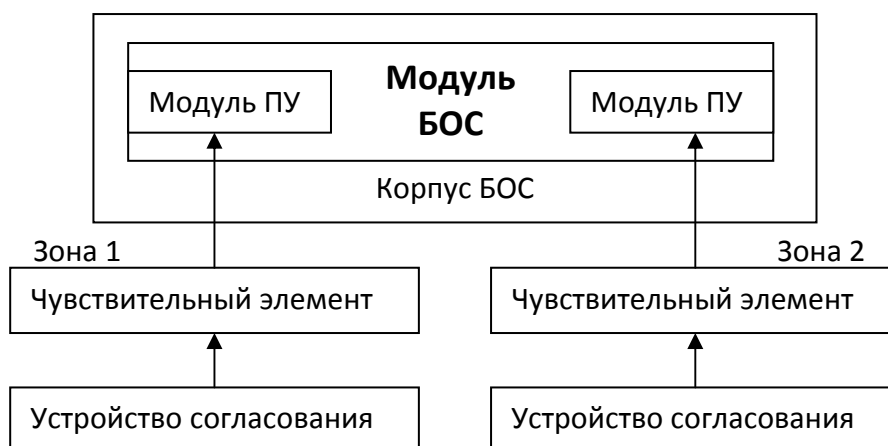 Модуль ПУ
Модуль
БОС
Модуль ПУ
Корпус БОС
Зона 1
Зона 2
Чувствительный элемент
Чувствительный элемент
Устройство согласования
Устройство согласования